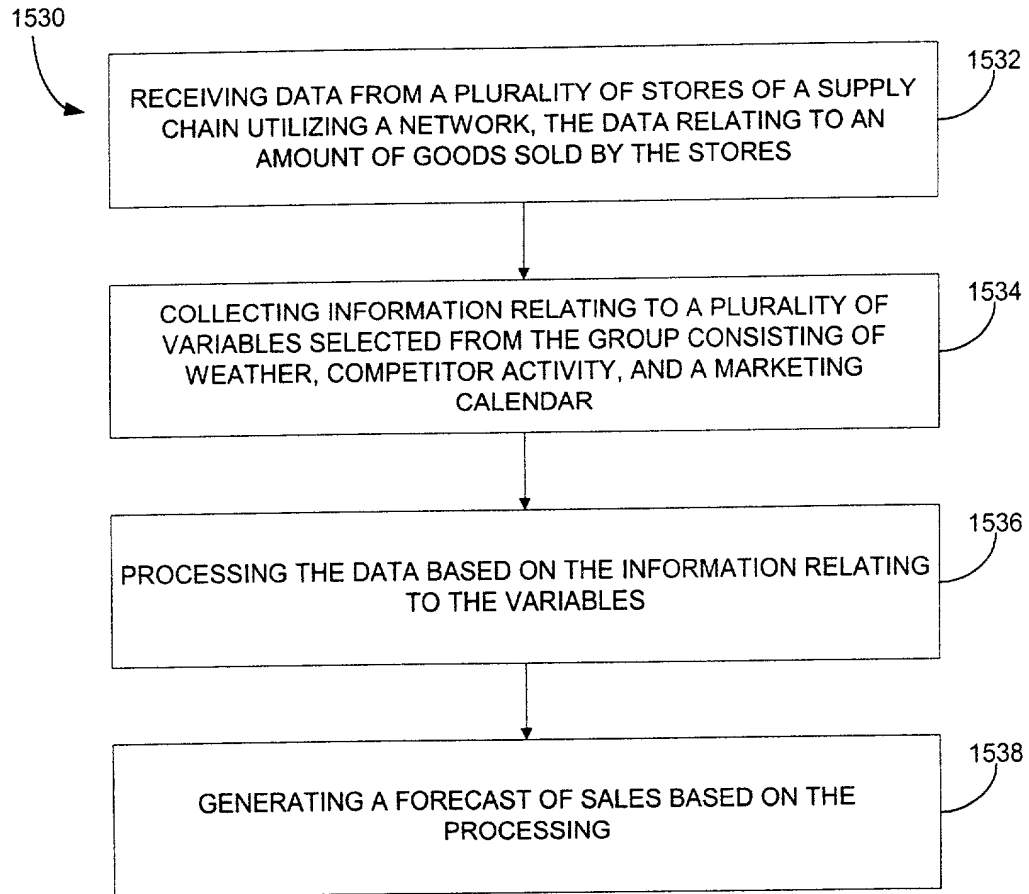 1530
1532
RECEIVING DATA FROM A PLURALITY OF STORES OF A SUPPLY
CHAIN UTILIZING A NETWORK, THE DATA RELATING TO AN
AMOUNT OF GOODS SOLD BY THE STORES
1534
COLLECTING INFORMATION RELATING TO A PLURALITY OF
VARIABLES SELECTED FROM THE GROUP CONSISTING OF
WEATHER, COMPETITOR ACTIVITY, AND A MARKETING
CALENDAR
1536
PROCESSING THE DATA BASED ON THE INFORMATION RELATING
TO THE VARIABLES
1538
GENERATING A FORECAST OF SALES BASED ON THE
PROCESSING